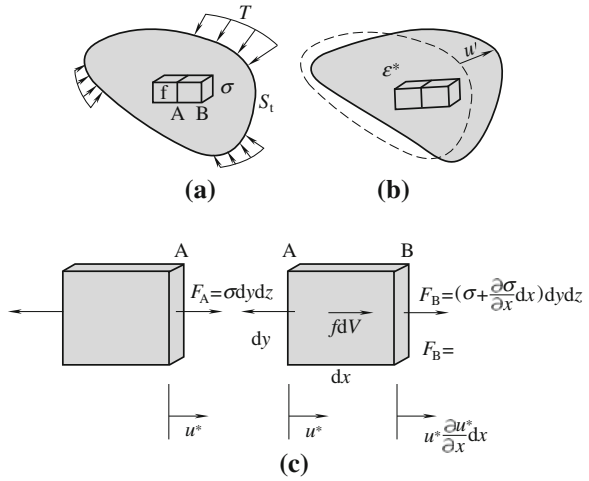 T
f
σ
A B
S_t
(a)
u'
ε*
(b)
A
F_A=σdydz
u*
A
B
dy
fdV
dx
F_B=(σ+∂σ/∂x dx)dydz
F_B=
u*
u* ∂u*/∂x dx
(c)